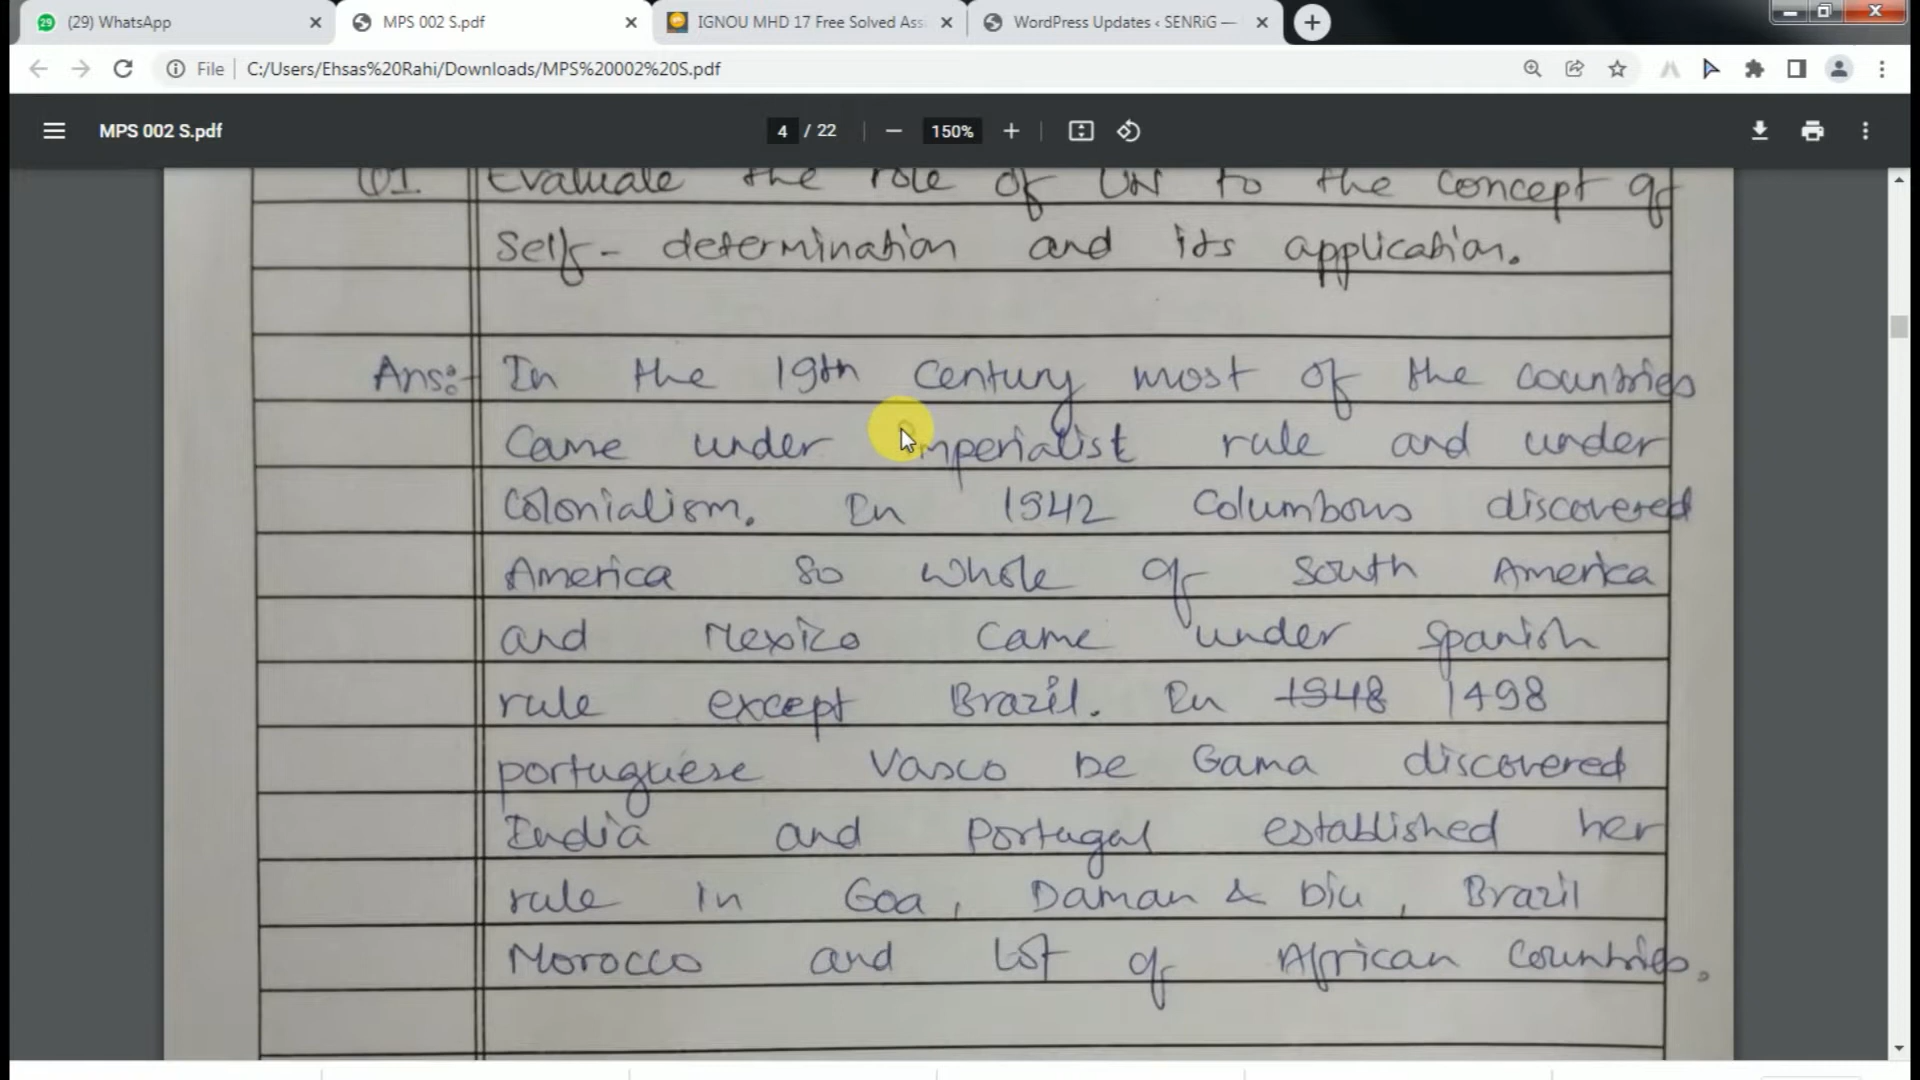 (29) WhatsApp
MPS 002 S.pdf
IGNOU MHD 17 Free Solved Assi
WordPress Updates ‹ SENRiG —
File
C:/Users/Ehsas%20Rahi/Downloads/MPS%20002%20S.pdf
MPS 002 S.pdf
4 / 22
150%
Q1. Evaluate the role of UN to the concept of
Self- determination and its application.
Ans:- In the 19th Century most of the countries
Came under imperialist rule and under
Colonialism. In 1942 Columbous discovered
America so whole of South America
and Mexico came under Spanish
rule except Brazil. In 1948 1498
portuguese Vasco De Gama discovered
India and Portugal established her
rule in Goa, Daman & Diu, Brazil
Morocco and lot of African Countries.